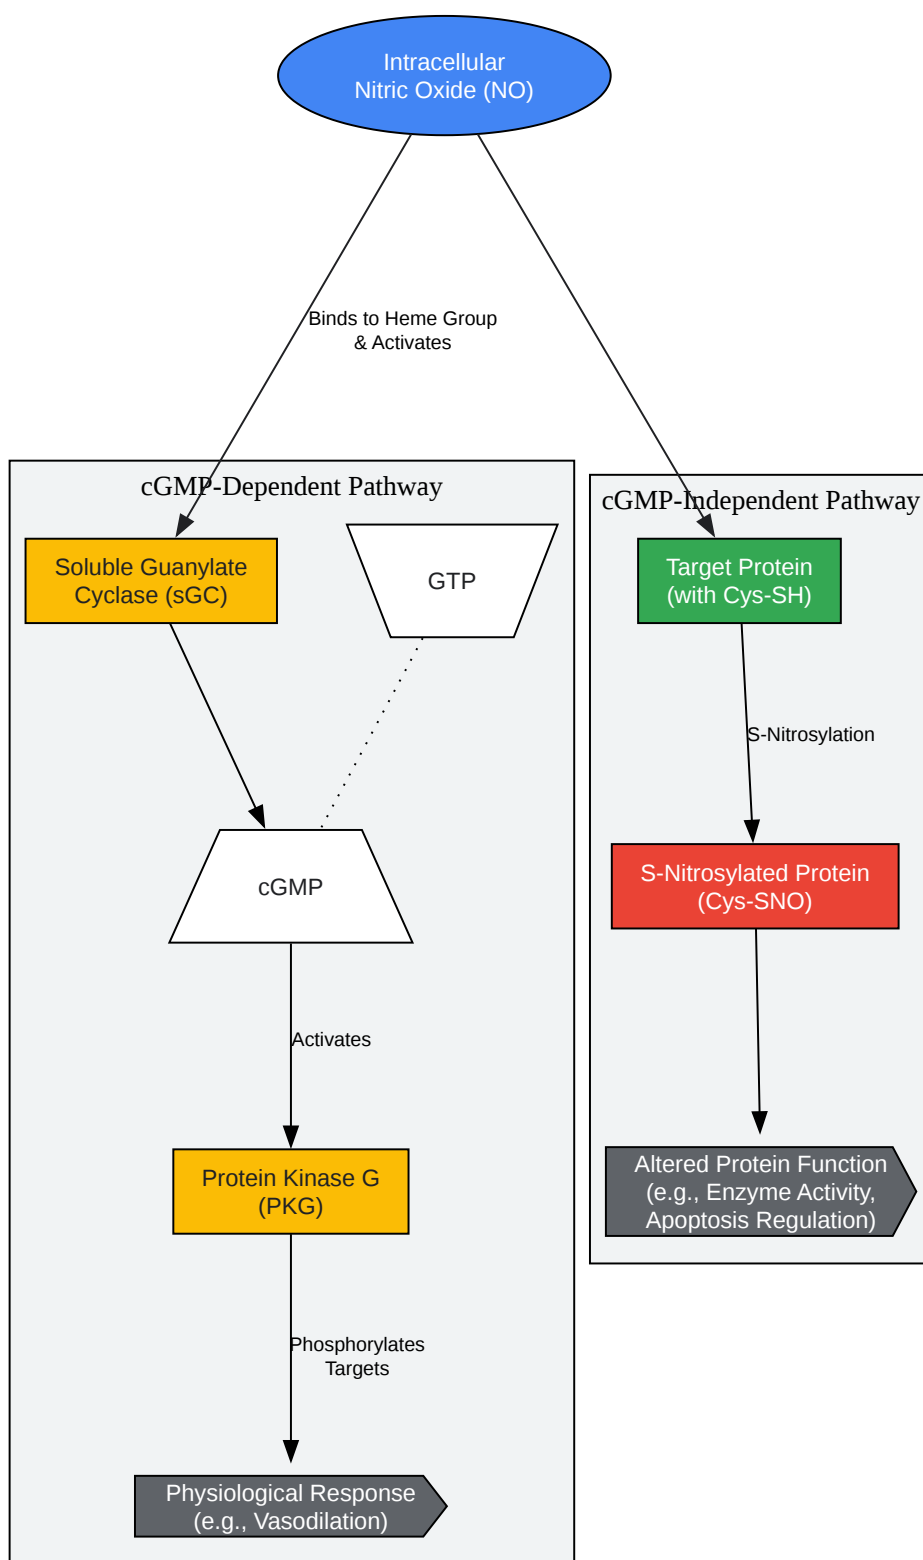 Intracellular
Nitric Oxide (NO)
Binds to Heme Group
& Activates
cGMP-Dependent Pathway
Soluble Guanylate
Cyclase (sGC)
GTP
cGMP
Activates
Protein Kinase G
(PKG)
Phosphorylates
Targets
Physiological Response
(e.g., Vasodilation)
cGMP-Independent Pathway
Target Protein
(with Cys-SH)
S-Nitrosylation
S-Nitrosylated Protein
(Cys-SNO)
Altered Protein Function
(e.g., Enzyme Activity,
Apoptosis Regulation)